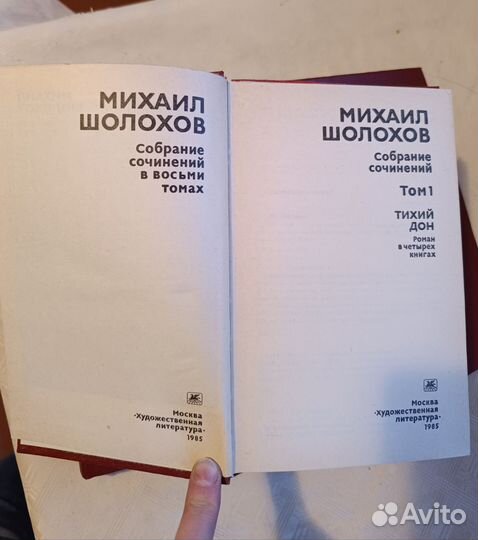 МИХАИЛ
ШОЛОХОВ
Собрание
сочинений
в восьми
томах
Москва
«Художественная
литература»
1985
МИХАИЛ
ШОЛОХОВ
Собрание
сочинений
Том 1
ТИХИЙ
ДОН
Роман
в четырех
книгах
Москва
«Художественная
литература»
1985
Avito